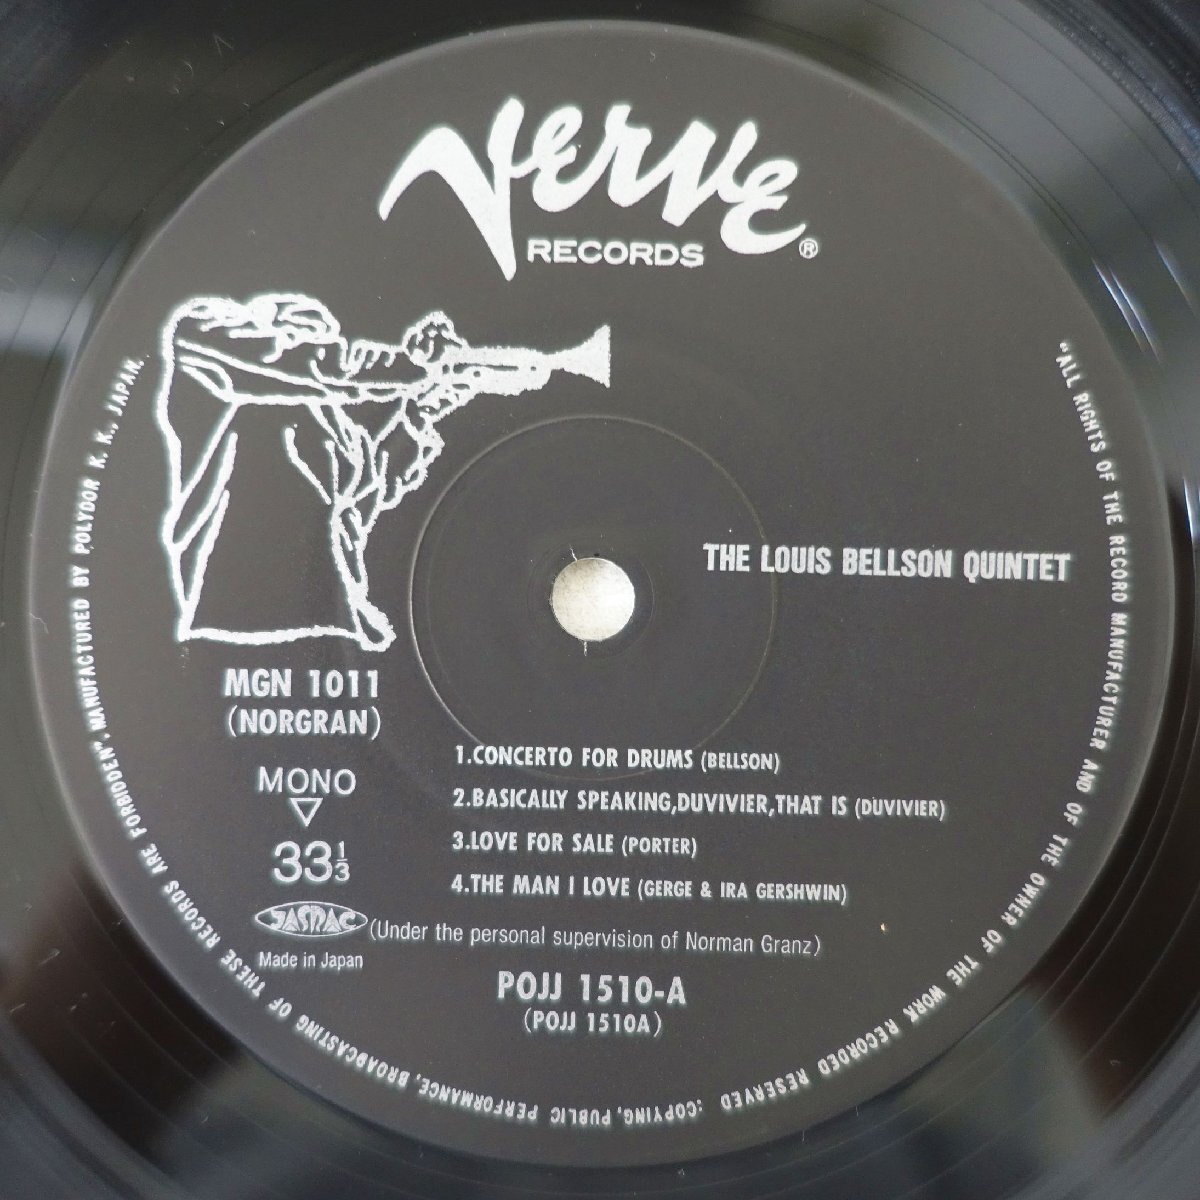 Verve
RECORDS ®
THE LOUIS BELLSON QUINTET
MGN 1011
(NORGRAN)
MONO
33⅓
JASRAC
Made in Japan
1.CONCERTO FOR DRUMS (BELLSON)
2.BASICALLY SPEAKING,DUVIVIER,THAT IS (DUVIVIER)
3.LOVE FOR SALE (PORTER)
4.THE MAN I LOVE (GERGE & IRA GERSHWIN)
(Under the personal supervision of Norman Granz)
POJJ 1510-A
(POJJ 1510A)
"ALL RIGHTS OF THE RECORD MANUFACTURER AND OF THE OWNER OF THE WORK RECORDED RESERVED :COPYING, PUBLIC PERFORMANCE, BROADCASTING OF THESE RECORDS ARE FORBIDDEN". MANUFACTURED BY POLYDOR K. K., JAPAN.